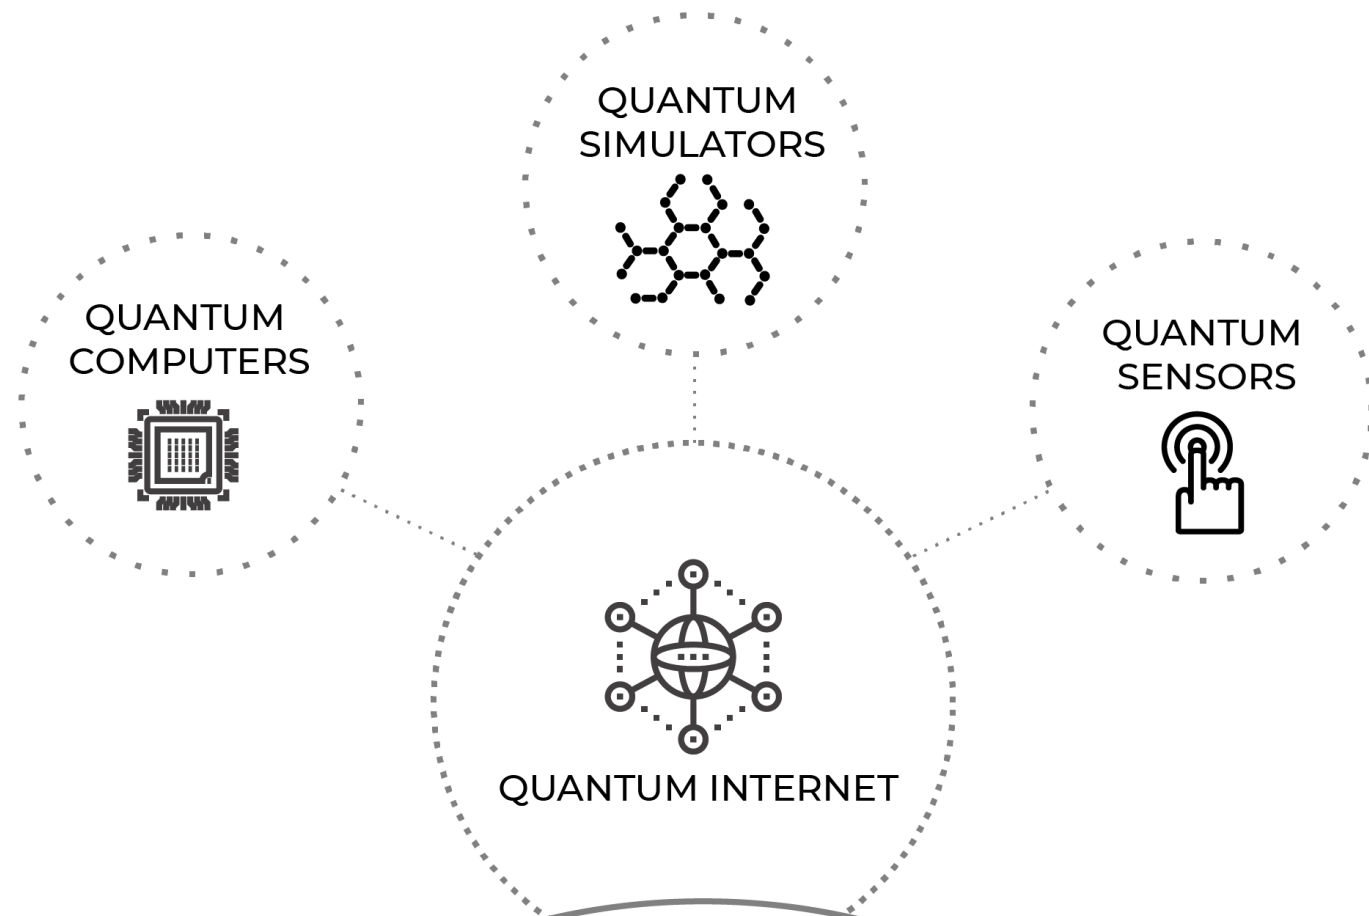 QUANTUM
SIMULATORS
QUANTUM
COMPUTERS
QUANTUM
SENSORS
QUANTUM INTERNET